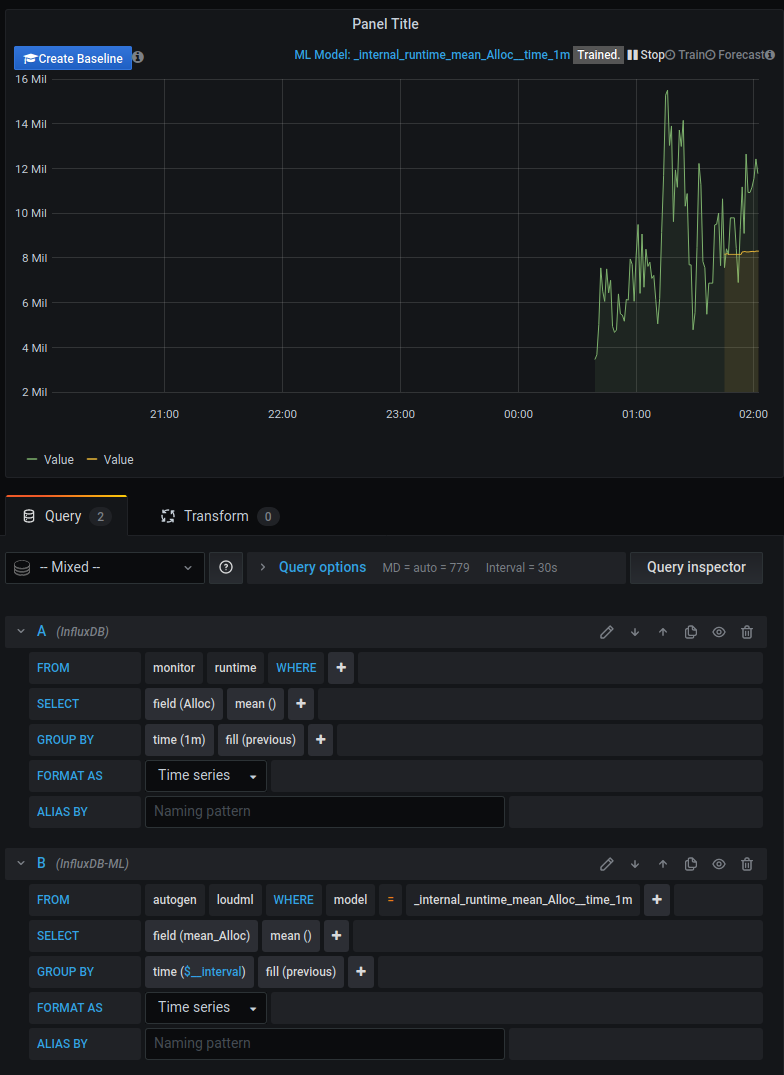 Panel Title
Create Baseline
ML Model: _internal_runtime_mean_Alloc__time_1m Trained. Stop Train Forecast
16 Mil
14 Mil
12 Mil
10 Mil
8 Mil
6 Mil
4 Mil
2 Mil
21:00 22:00 23:00 00:00 01:00 02:00
Value Value
Query 2 Transform 0
-- Mixed -- Query options MD = auto = 779 Interval = 30s Query inspector
A (InfluxDB)
FROM monitor runtime WHERE +
SELECT field (Alloc) mean () +
GROUP BY time (1m) fill (previous) +
FORMAT AS Time series
ALIAS BY Naming pattern
B (InfluxDB-ML)
FROM autogen loudml WHERE model = _internal_runtime_mean_Alloc__time_1m +
SELECT field (mean_Alloc) mean () +
GROUP BY time ($__interval) fill (previous) +
FORMAT AS Time series
ALIAS BY Naming pattern